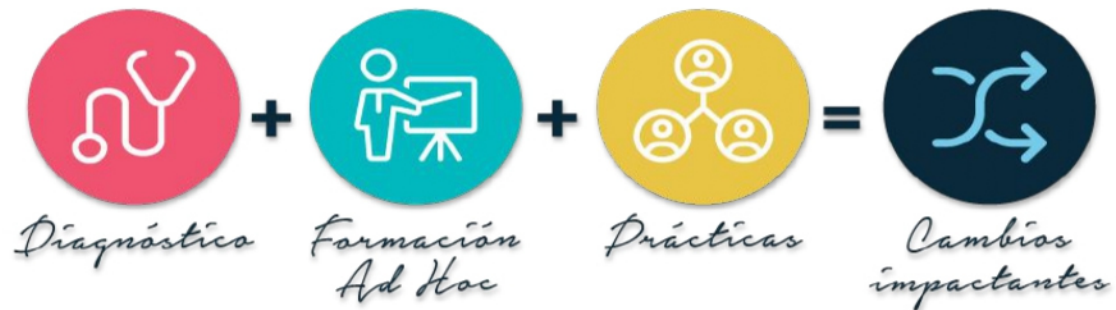 + + =
Diagnóstico
Formación
Ad Hoc
Prácticas
Cambios
impactantes